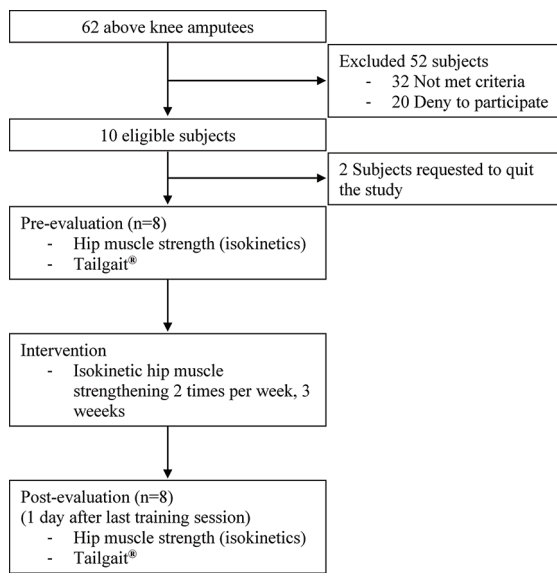 62 above knee amputees
Excluded 52 subjects
- 32 Not met criteria
- 20 Deny to participate
10 eligible subjects
2 Subjects requested to quit
the study
Pre-evaluation (n=8)
- Hip muscle strength (isokinetics)
- Tailgait®
Intervention
- Isokinetic hip muscle
strengthening 2 times per week, 3
weeeks
Post-evaluation (n=8)
(1 day after last training session)
- Hip muscle strength (isokinetics)
- Tailgait®